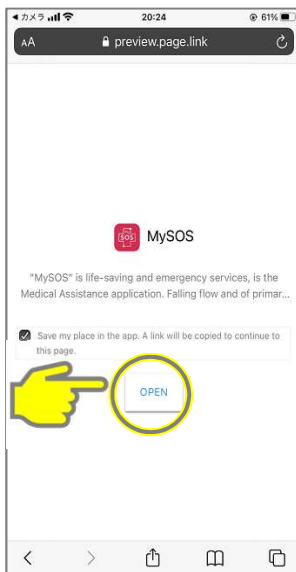 カメラ 20:24 61%
AA preview.page.link
SOS
MySOS
"MySOS" is life-saving and emergency services, is the
Medical Assistance application. Falling flow and of primar...
Save my place in the app. A link will be copied to continue to
this page.
OPEN